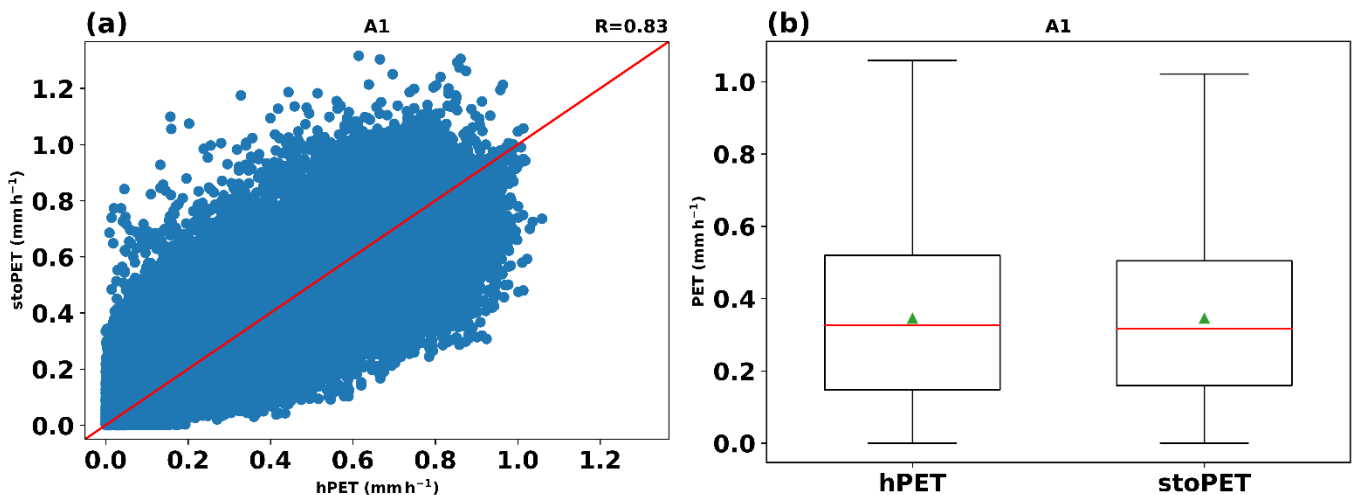 (a) A1 R=0.83
stoPET (mm h⁻¹)
1.2
1.0
0.8
0.6
0.4
0.2
0.0
0.0 0.2 0.4 0.6 0.8 1.0 1.2
hPET (mm h⁻¹)
(b) A1
PET (mm h⁻¹)
1.0
0.8
0.6
0.4
0.2
0.0
hPET stoPET